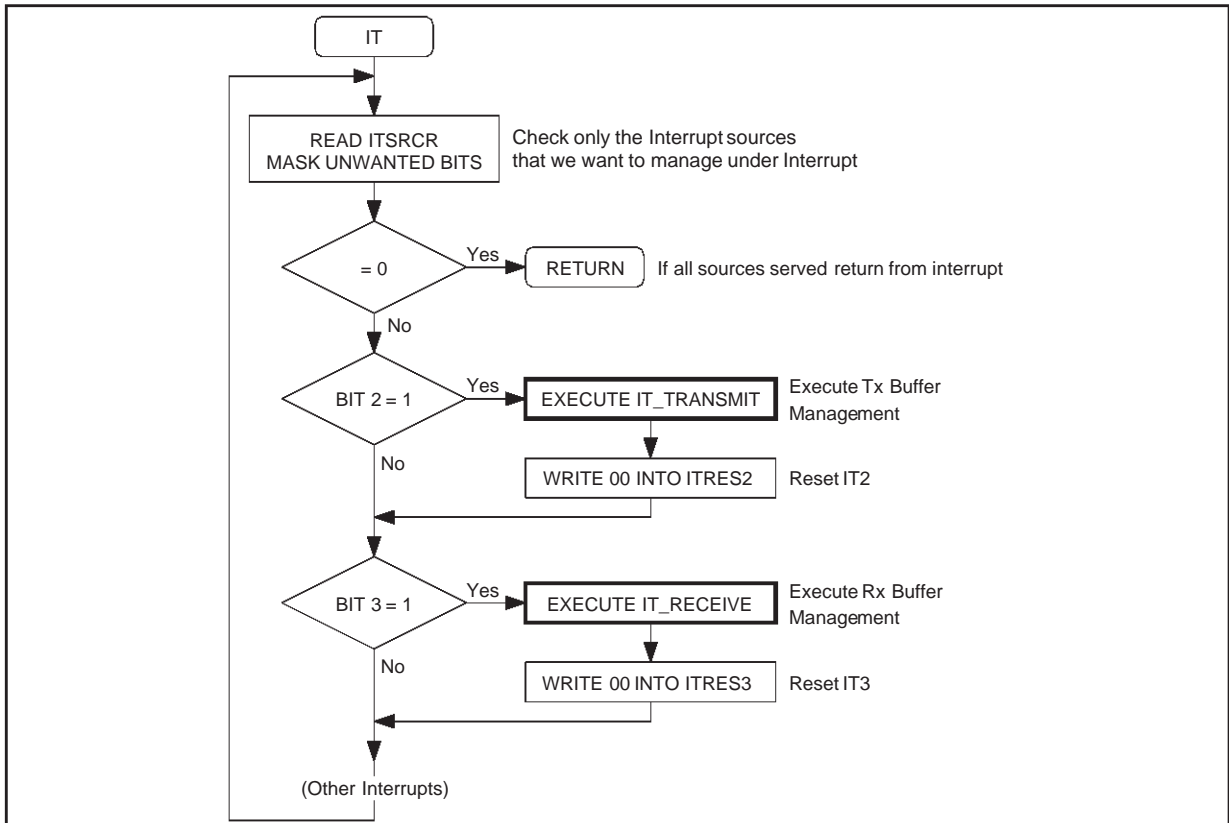 IT
READ ITSRCR
MASK UNWANTED BITS
Check only the Interrupt sources
that we want to manage under Interrupt
= 0
Yes
RETURN
If all sources served return from interrupt
No
BIT 2 = 1
Yes
EXECUTE IT_TRANSMIT
Execute Tx Buffer
Management
No
WRITE 00 INTO ITRES2
Reset IT2
BIT 3 = 1
Yes
EXECUTE IT_RECEIVE
Execute Rx Buffer
Management
No
WRITE 00 INTO ITRES3
Reset IT3
(Other Interrupts)